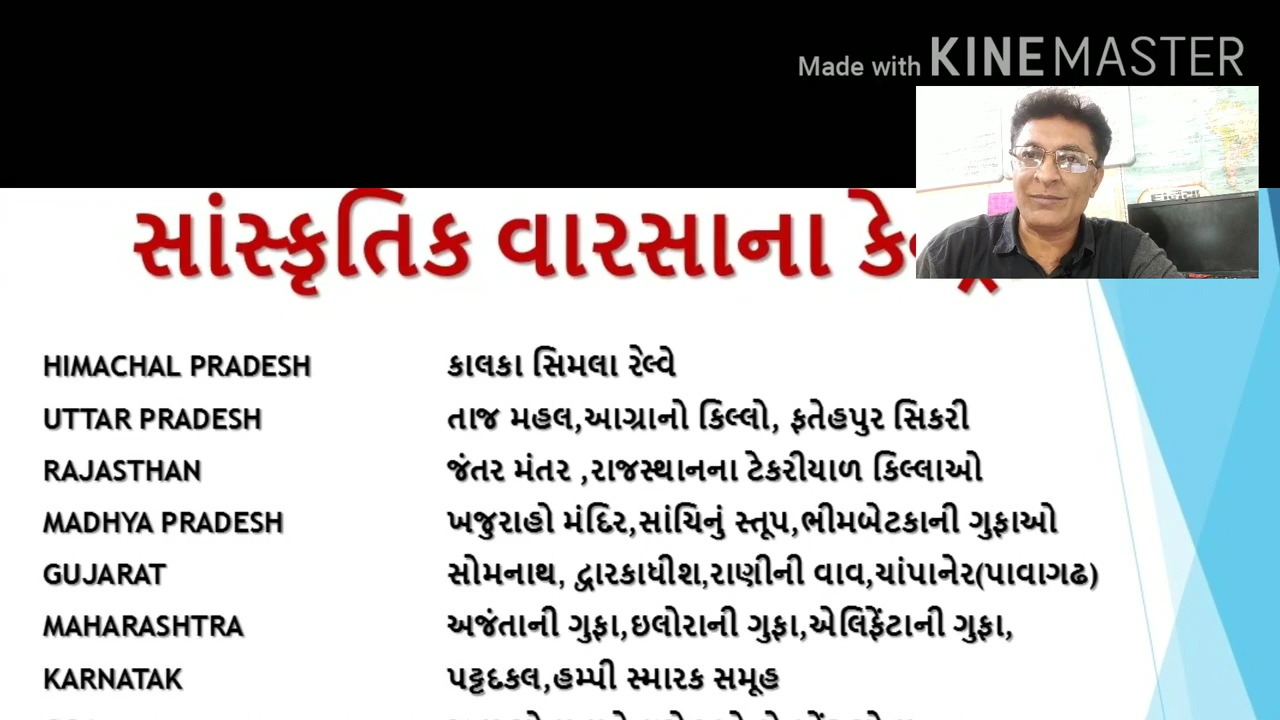 Made with KINEMASTER
સાંસ્કૃતિક વારસાના
HIMACHAL PRADESH કાલકા સિમલા રેલ્વે
UTTAR PRADESH તાજ મહલ,આગ્રાનો કિલ્લો, ફતેહપુર સિકરી
RAJASTHAN જંતર મંતર ,રાજસ્થાનના ટેકરીયાળ કિલ્લાઓ
MADHYA PRADESH ખજુરાહો મંદિર,સાંચિનું સ્તૂપ,ભીમબેટકાની ગુફાઓ
GUJARAT સોમનાથ, દ્વારકાધીશ,રાણીની વાવ,ચાંપાનેર(પાવાગઢ)
MAHARASHTRA અજંતાની ગુફા,ઇલોરાની ગુફા,એલિફેંટાની ગુફા,
KARNATAK પટ્ટદકલ,હમ્પી સ્મારક સમૂહ